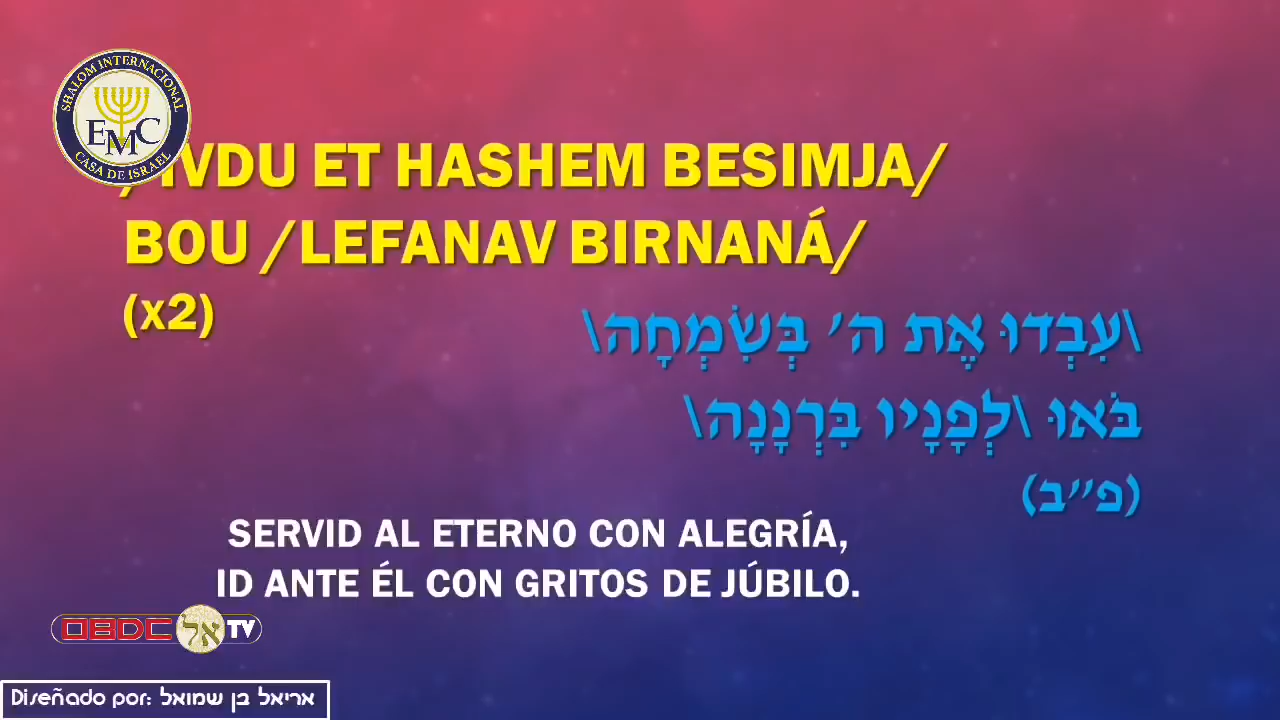 SHALOM INTERNACIONAL
EMC
CASA DE ISRAEL
/IVDU ET HASHEM BESIMJA/
BOU /LEFANAV BIRNANÁ/
(x2)
\עִבְדוּ אֶת ה׳ בְּשִׂמְחָה\
בֹּאוּ \לְפָנָיו בִּרְנָנָה\
(פ״ב)
SERVID AL ETERNO CON ALEGRÍA,
ID ANTE ÉL CON GRITOS DE JÚBILO.
OBDC אל TV
Diseñado por: אריאל בן שמואל